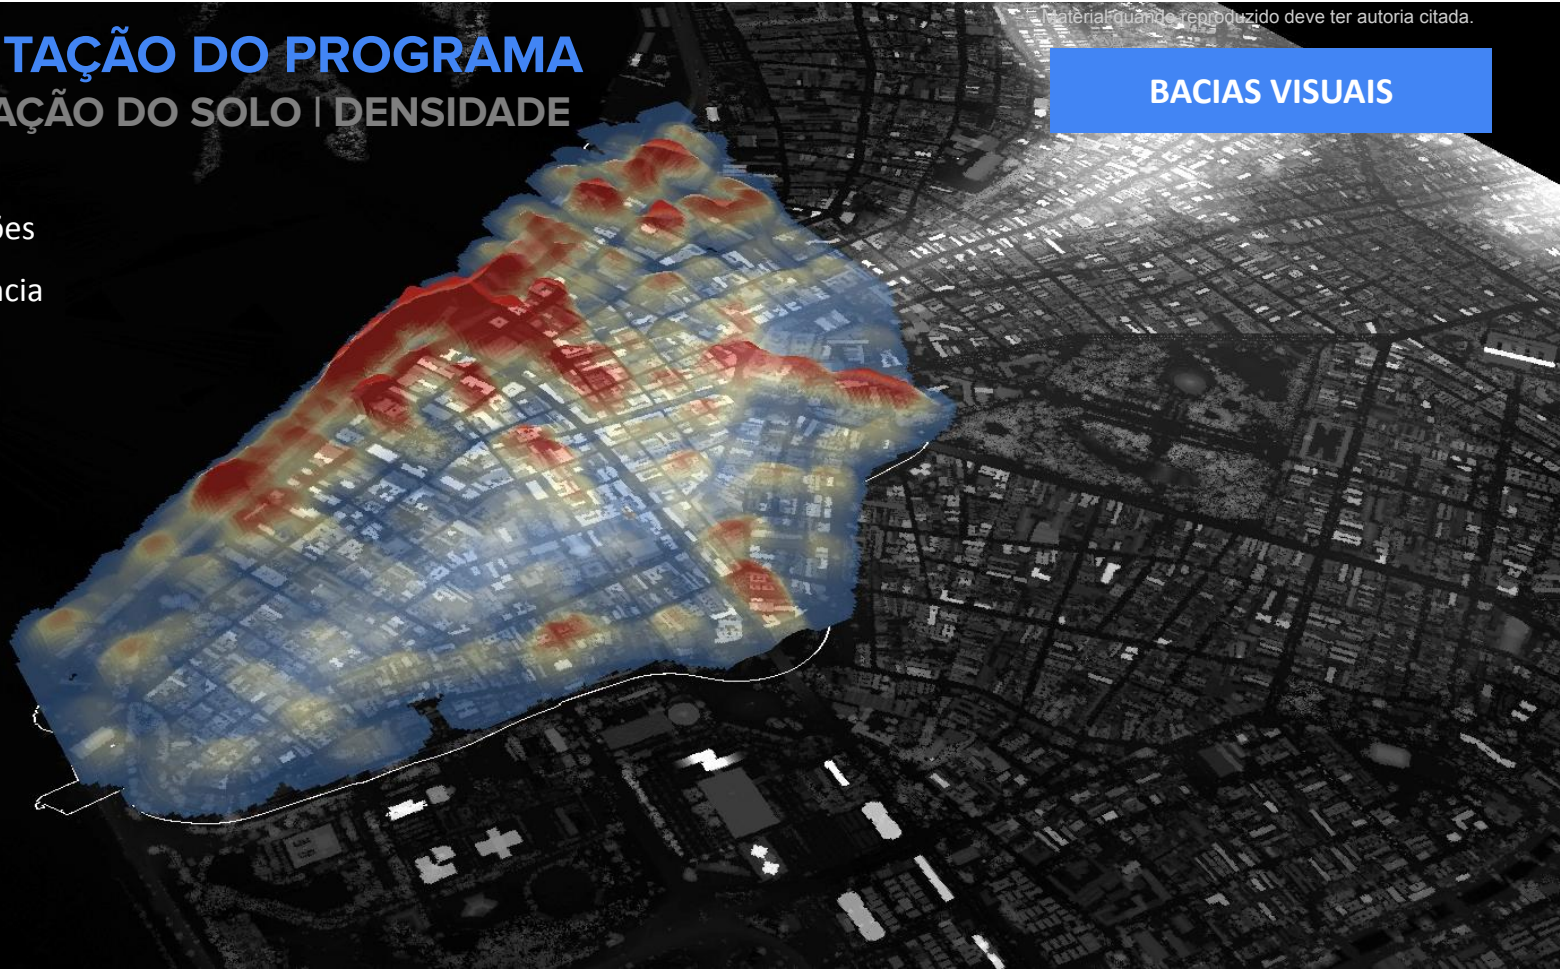 Material quando reproduzido deve ter autoria citada.
TAÇÃO DO PROGRAMA
AÇÃO DO SOLO | DENSIDADE
BACIAS VISUAIS
ões
ncia